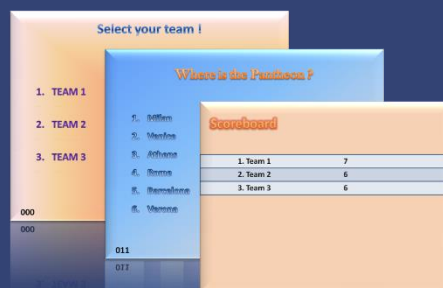 Select your team !
1. TEAM 1
2. TEAM 2
3. TEAM 3
000
Where is the Pantheon ?
1. Milan
2. Venice
3. Athens
4. Rome
5. Barcelona
6. Verona
011
Scoreboard
1. Team 1 7
2. Team 2 6
3. Team 3 6